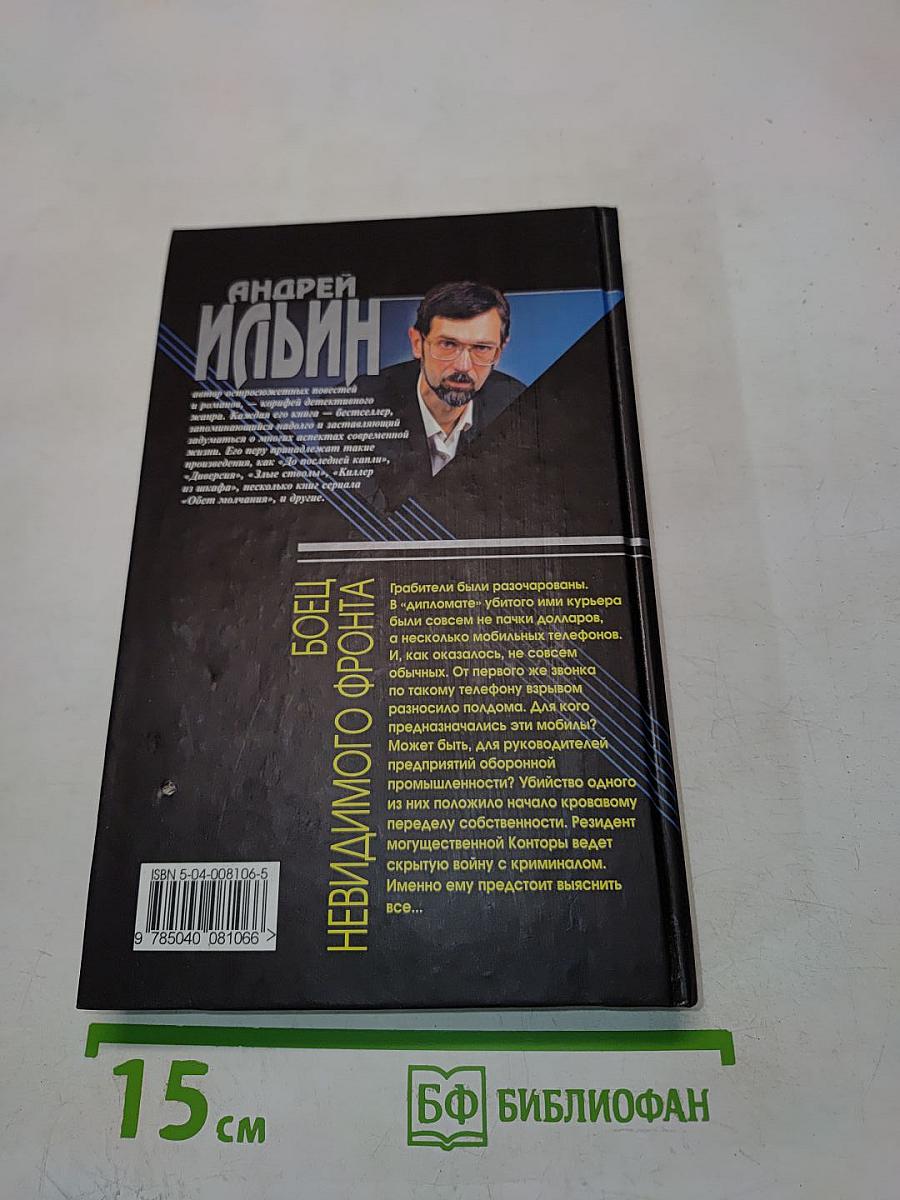 АНДРЕЙ
ИЛЬИН
автор остросюжетных повестей
и романов, — корифей детективного
жанра. Каждая его книга — бестселлер,
запоминающийся надолго и заставляющий
задуматься о многих аспектах современной
жизни. Его перу принадлежат такие
произведения, как «До последней капли»,
«Диверсия», «Злые стволы», «Киллер
из шкафа», несколько книг сериала
«Обет молчания», и другие.
БОЕЦ
НЕВИДИМОГО ФРОНТА
Грабители были разочарованы.
В «дипломате» убитого ими курьера
были совсем не пачки долларов,
а несколько мобильных телефонов.
И, как оказалось, не совсем
обычных. От первого же звонка
по такому телефону взрывом
разносило полдома. Для кого
предназначались эти мобилы?
Может быть, для руководителей
предприятий оборонной
промышленности? Убийство одного
из них положило начало кровавому
переделу собственности. Резидент
могущественной Конторы ведет
скрытую войну с криминалом.
Именно ему предстоит выяснить
все...
ISBN 5-04-008106-5
9 785040 081066 >
15 см
БФ БИБЛИОФАН